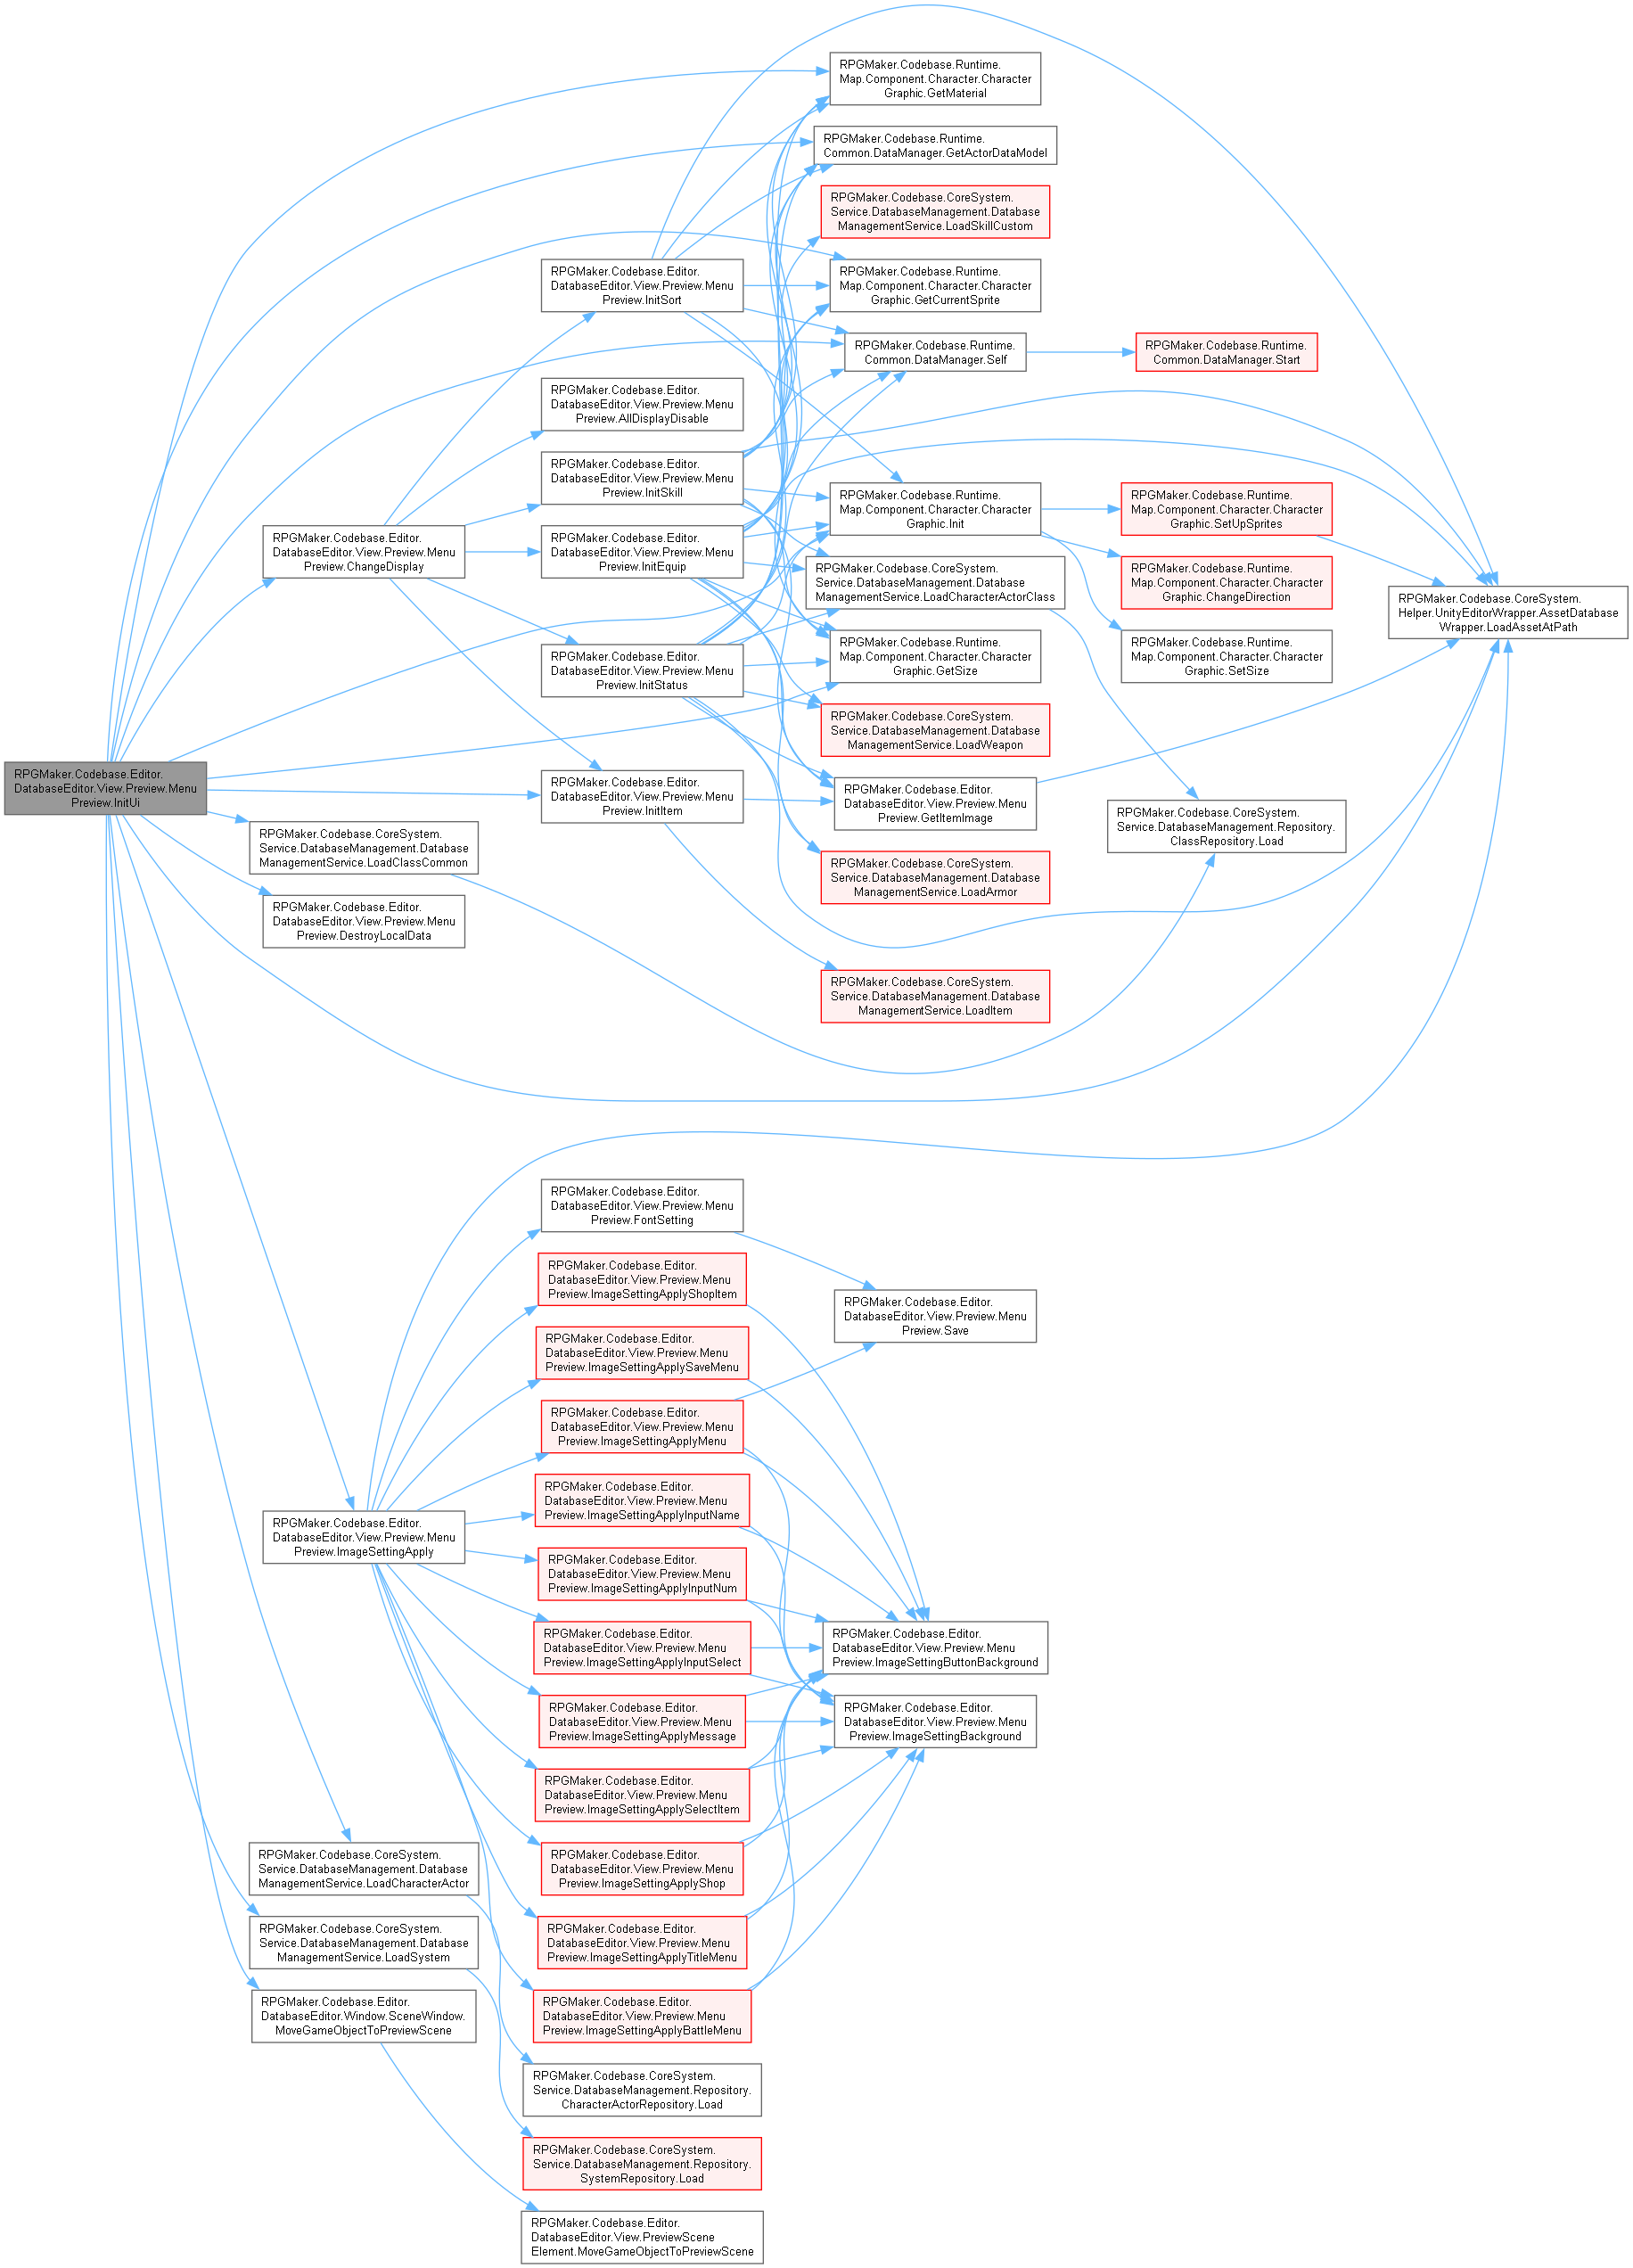 RPGMaker.Codebase.Editor.
DatabaseEditor.View.Preview.Menu
Preview.InitUi
RPGMaker.Codebase.Editor.
DatabaseEditor.View.Preview.Menu
Preview.ChangeDisplay
RPGMaker.Codebase.CoreSystem.
Service.DatabaseManagement.Database
ManagementService.LoadClassCommon
RPGMaker.Codebase.Editor.
DatabaseEditor.View.Preview.Menu
Preview.DestroyLocalData
RPGMaker.Codebase.Editor.
DatabaseEditor.View.Preview.Menu
Preview.ImageSettingApply
RPGMaker.Codebase.CoreSystem.
Service.DatabaseManagement.Database
ManagementService.LoadCharacterActor
RPGMaker.Codebase.CoreSystem.
Service.DatabaseManagement.Database
ManagementService.LoadSystem
RPGMaker.Codebase.Editor.
DatabaseEditor.Window.SceneWindow.
MoveGameObjectToPreviewScene
RPGMaker.Codebase.Editor.
DatabaseEditor.View.Preview.Menu
Preview.InitSort
RPGMaker.Codebase.Editor.
DatabaseEditor.View.Preview.Menu
Preview.AllDisplayDisable
RPGMaker.Codebase.Editor.
DatabaseEditor.View.Preview.Menu
Preview.InitSkill
RPGMaker.Codebase.Editor.
DatabaseEditor.View.Preview.Menu
Preview.InitEquip
RPGMaker.Codebase.Editor.
DatabaseEditor.View.Preview.Menu
Preview.InitStatus
RPGMaker.Codebase.Editor.
DatabaseEditor.View.Preview.Menu
Preview.InitItem
RPGMaker.Codebase.Editor.
DatabaseEditor.View.Preview.Menu
Preview.FontSetting
RPGMaker.Codebase.Editor.
DatabaseEditor.View.Preview.Menu
Preview.ImageSettingApplyShopItem
RPGMaker.Codebase.Editor.
DatabaseEditor.View.Preview.Menu
Preview.ImageSettingApplySaveMenu
RPGMaker.Codebase.Editor.
DatabaseEditor.View.Preview.Menu
Preview.ImageSettingApplyMenu
RPGMaker.Codebase.Editor.
DatabaseEditor.View.Preview.Menu
Preview.ImageSettingApplyInputName
RPGMaker.Codebase.Editor.
DatabaseEditor.View.Preview.Menu
Preview.ImageSettingApplyInputNum
RPGMaker.Codebase.Editor.
DatabaseEditor.View.Preview.Menu
Preview.ImageSettingApplyInputSelect
RPGMaker.Codebase.Editor.
DatabaseEditor.View.Preview.Menu
Preview.ImageSettingApplyMessage
RPGMaker.Codebase.Editor.
DatabaseEditor.View.Preview.Menu
Preview.ImageSettingApplySelectItem
RPGMaker.Codebase.Editor.
DatabaseEditor.View.Preview.Menu
Preview.ImageSettingApplyShop
RPGMaker.Codebase.Editor.
DatabaseEditor.View.Preview.Menu
Preview.ImageSettingApplyTitleMenu
RPGMaker.Codebase.Editor.
DatabaseEditor.View.Preview.Menu
Preview.ImageSettingApplyBattleMenu
RPGMaker.Codebase.CoreSystem.
Service.DatabaseManagement.Repository.
CharacterActorRepository.Load
RPGMaker.Codebase.CoreSystem.
Service.DatabaseManagement.Repository.
SystemRepository.Load
RPGMaker.Codebase.Editor.
DatabaseEditor.View.PreviewScene
Element.MoveGameObjectToPreviewScene
RPGMaker.Codebase.Runtime.
Map.Component.Character.Character
Graphic.GetMaterial
RPGMaker.Codebase.Runtime.
Common.DataManager.GetActorDataModel
RPGMaker.Codebase.CoreSystem.
Service.DatabaseManagement.Database
ManagementService.LoadSkillCustom
RPGMaker.Codebase.Runtime.
Map.Component.Character.Character
Graphic.GetCurrentSprite
RPGMaker.Codebase.Runtime.
Common.DataManager.Self
RPGMaker.Codebase.Runtime.
Map.Component.Character.Character
Graphic.Init
RPGMaker.Codebase.CoreSystem.
Service.DatabaseManagement.Database
ManagementService.LoadCharacterActorClass
RPGMaker.Codebase.Runtime.
Map.Component.Character.Character
Graphic.GetSize
RPGMaker.Codebase.CoreSystem.
Service.DatabaseManagement.Database
ManagementService.LoadWeapon
RPGMaker.Codebase.Editor.
DatabaseEditor.View.Preview.Menu
Preview.GetItemImage
RPGMaker.Codebase.CoreSystem.
Service.DatabaseManagement.Database
ManagementService.LoadArmor
RPGMaker.Codebase.CoreSystem.
Service.DatabaseManagement.Database
ManagementService.LoadItem
RPGMaker.Codebase.Editor.
DatabaseEditor.View.Preview.Menu
Preview.Save
RPGMaker.Codebase.Editor.
DatabaseEditor.View.Preview.Menu
Preview.ImageSettingButtonBackground
RPGMaker.Codebase.Editor.
DatabaseEditor.View.Preview.Menu
Preview.ImageSettingBackground
RPGMaker.Codebase.Runtime.
Common.DataManager.Start
RPGMaker.Codebase.Runtime.
Map.Component.Character.Character
Graphic.SetUpSprites
RPGMaker.Codebase.Runtime.
Map.Component.Character.Character
Graphic.ChangeDirection
RPGMaker.Codebase.Runtime.
Map.Component.Character.Character
Graphic.SetSize
RPGMaker.Codebase.CoreSystem.
Service.DatabaseManagement.Repository.
ClassRepository.Load
RPGMaker.Codebase.CoreSystem.
Helper.UnityEditorWrapper.AssetDatabase
Wrapper.LoadAssetAtPath